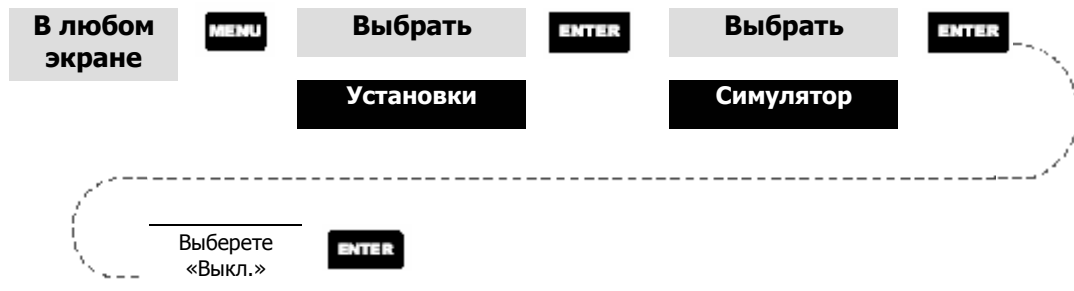 В любом
экране
MENU
Выбрать
ENTER
Выбрать
ENTER
Установки
Симулятор
Выберете
«Выкл.»
ENTER